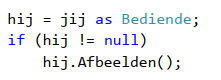 hij = jij as Bediende;
if (hij != null)
    hij.Afbeelden();